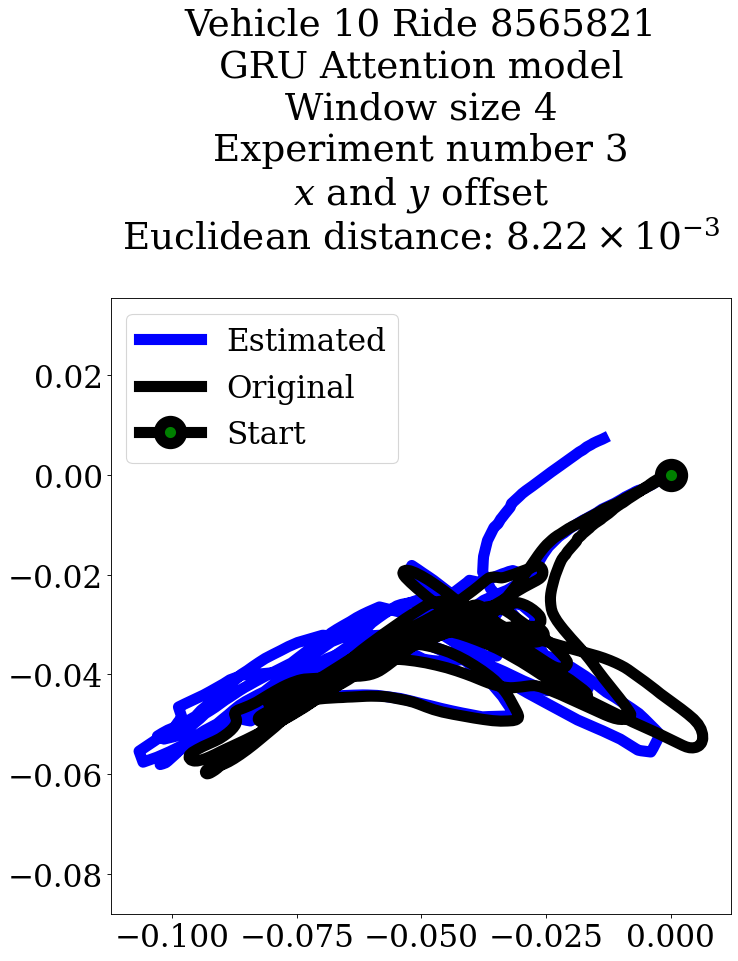 Vehicle 10 Ride 8565821
GRU Attention model
Window size 4
Experiment number 3
x and y offset
Euclidean distance: 8.22 × 10⁻³
Estimated
Original
Start
0.02
0.00
−0.02
−0.04
−0.06
−0.08
−0.100 −0.075 −0.050 −0.025 0.000